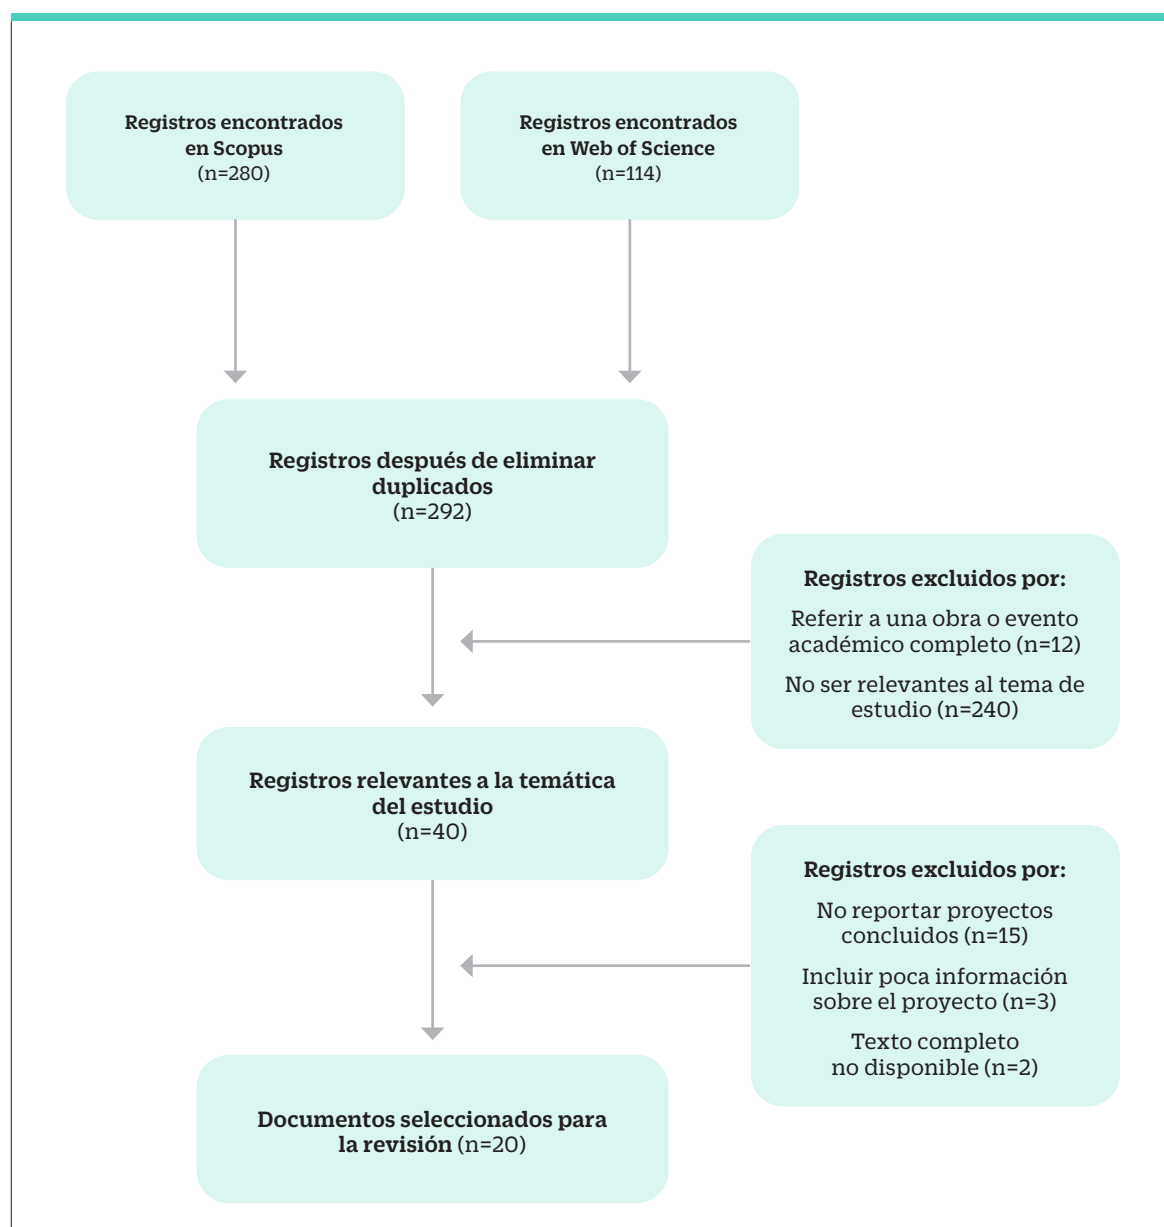 Registros encontrados
en Scopus
(n=280)
Registros encontrados
en Web of Science
(n=114)
Registros después de eliminar
duplicados
(n=292)
Registros excluidos por:
Referir a una obra o evento
académico completo (n=12)
No ser relevantes al tema de
estudio (n=240)
Registros relevantes a la temática
del estudio
(n=40)
Registros excluidos por:
No reportar proyectos
concluidos (n=15)
Incluir poca información
sobre el proyecto (n=3)
Texto completo
no disponible (n=2)
Documentos seleccionados para
la revisión (n=20)